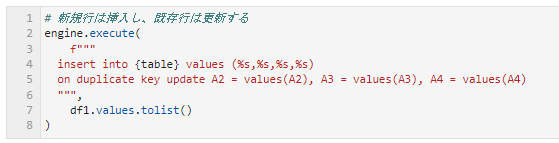 1 # 新規行は挿入し、既存行は更新する
2 engine.execute(
3     f"""
4   insert into {table} values (%s,%s,%s,%s)
5   on duplicate key update A2 = values(A2), A3 = values(A3), A4 = values(A4)
6   """,
7     df1.values.tolist()
8 )